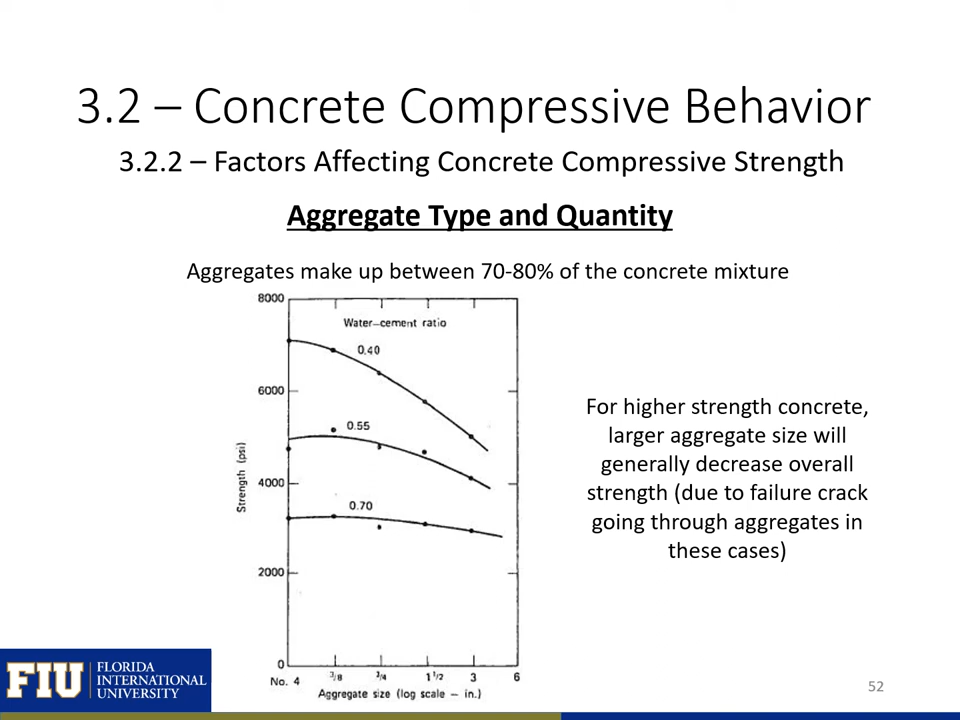 3.2 – Concrete Compressive Behavior
3.2.2 – Factors Affecting Concrete Compressive Strength
Aggregate Type and Quantity
Aggregates make up between 70-80% of the concrete mixture
8000
Water–cement ratio
0.40
6000
0.55
Strength (psi)
4000
0.70
2000
0
No. 4
3/8
3/4
1 1/2
3
6
Aggregate size (log scale – in.)
For higher strength concrete,
larger aggregate size will
generally decrease overall
strength (due to failure crack
going through aggregates in
these cases)
FIU
FLORIDA
INTERNATIONAL
UNIVERSITY
52